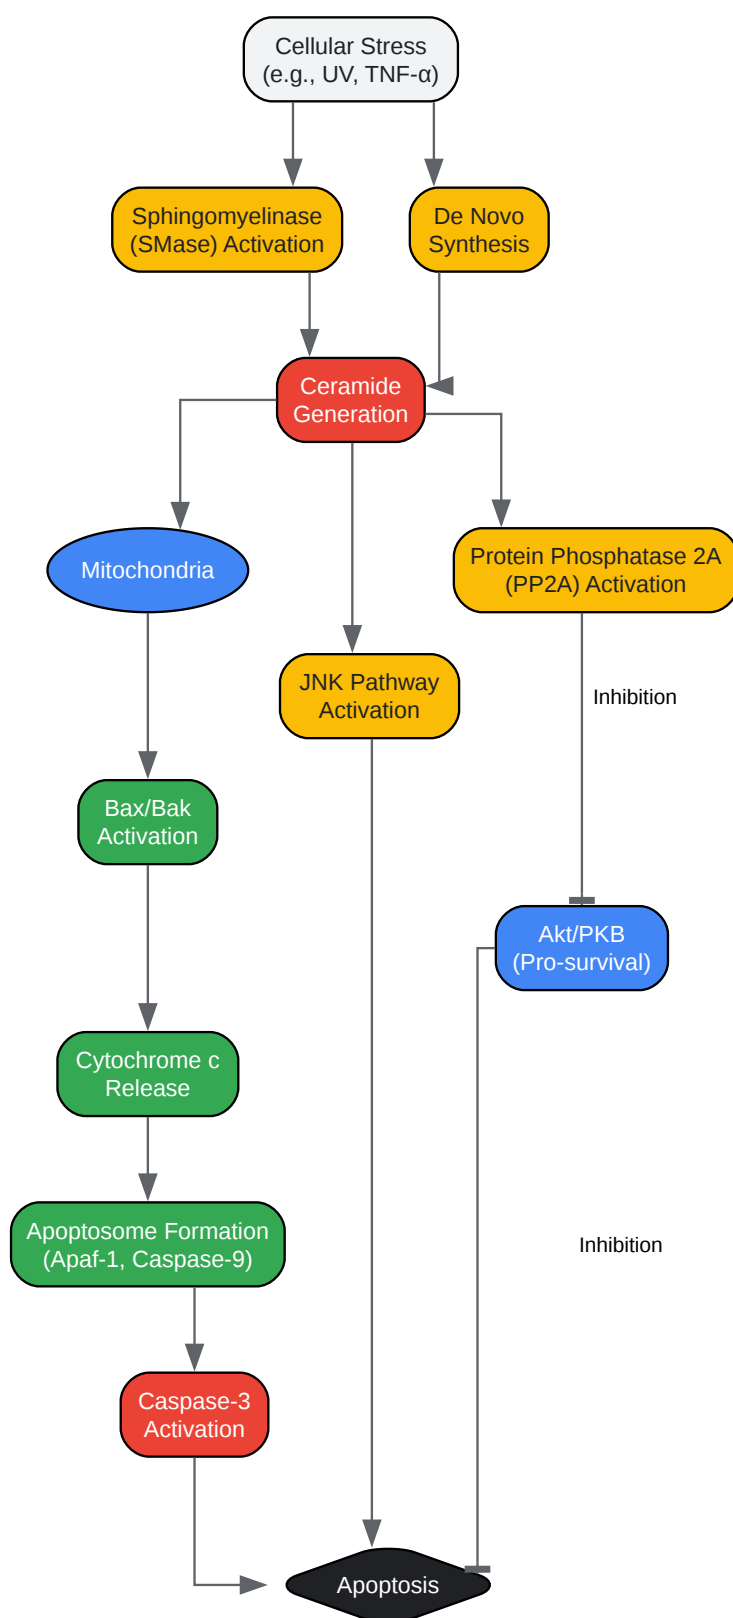 Cellular Stress
(e.g., UV, TNF-α)
Sphingomyelinase
(SMase) Activation
De Novo
Synthesis
Ceramide
Generation
Mitochondria
Protein Phosphatase 2A
(PP2A) Activation
JNK Pathway
Activation
Inhibition
Bax/Bak
Activation
Akt/PKB
(Pro-survival)
Cytochrome c
Release
Apoptosome Formation
(Apaf-1, Caspase-9)
Inhibition
Caspase-3
Activation
Apoptosis